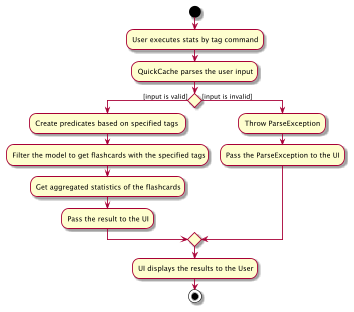 User executes stats by tag command
QuickCache parses the user input
[input is valid]
[input is invalid]
Create predicates based on specified tags
Throw ParseException
Filter the model to get flashcards with the specified tags
Pass the ParseException to the UI
Get aggregated statistics of the flashcards
Pass the result to the UI
UI displays the results to the User